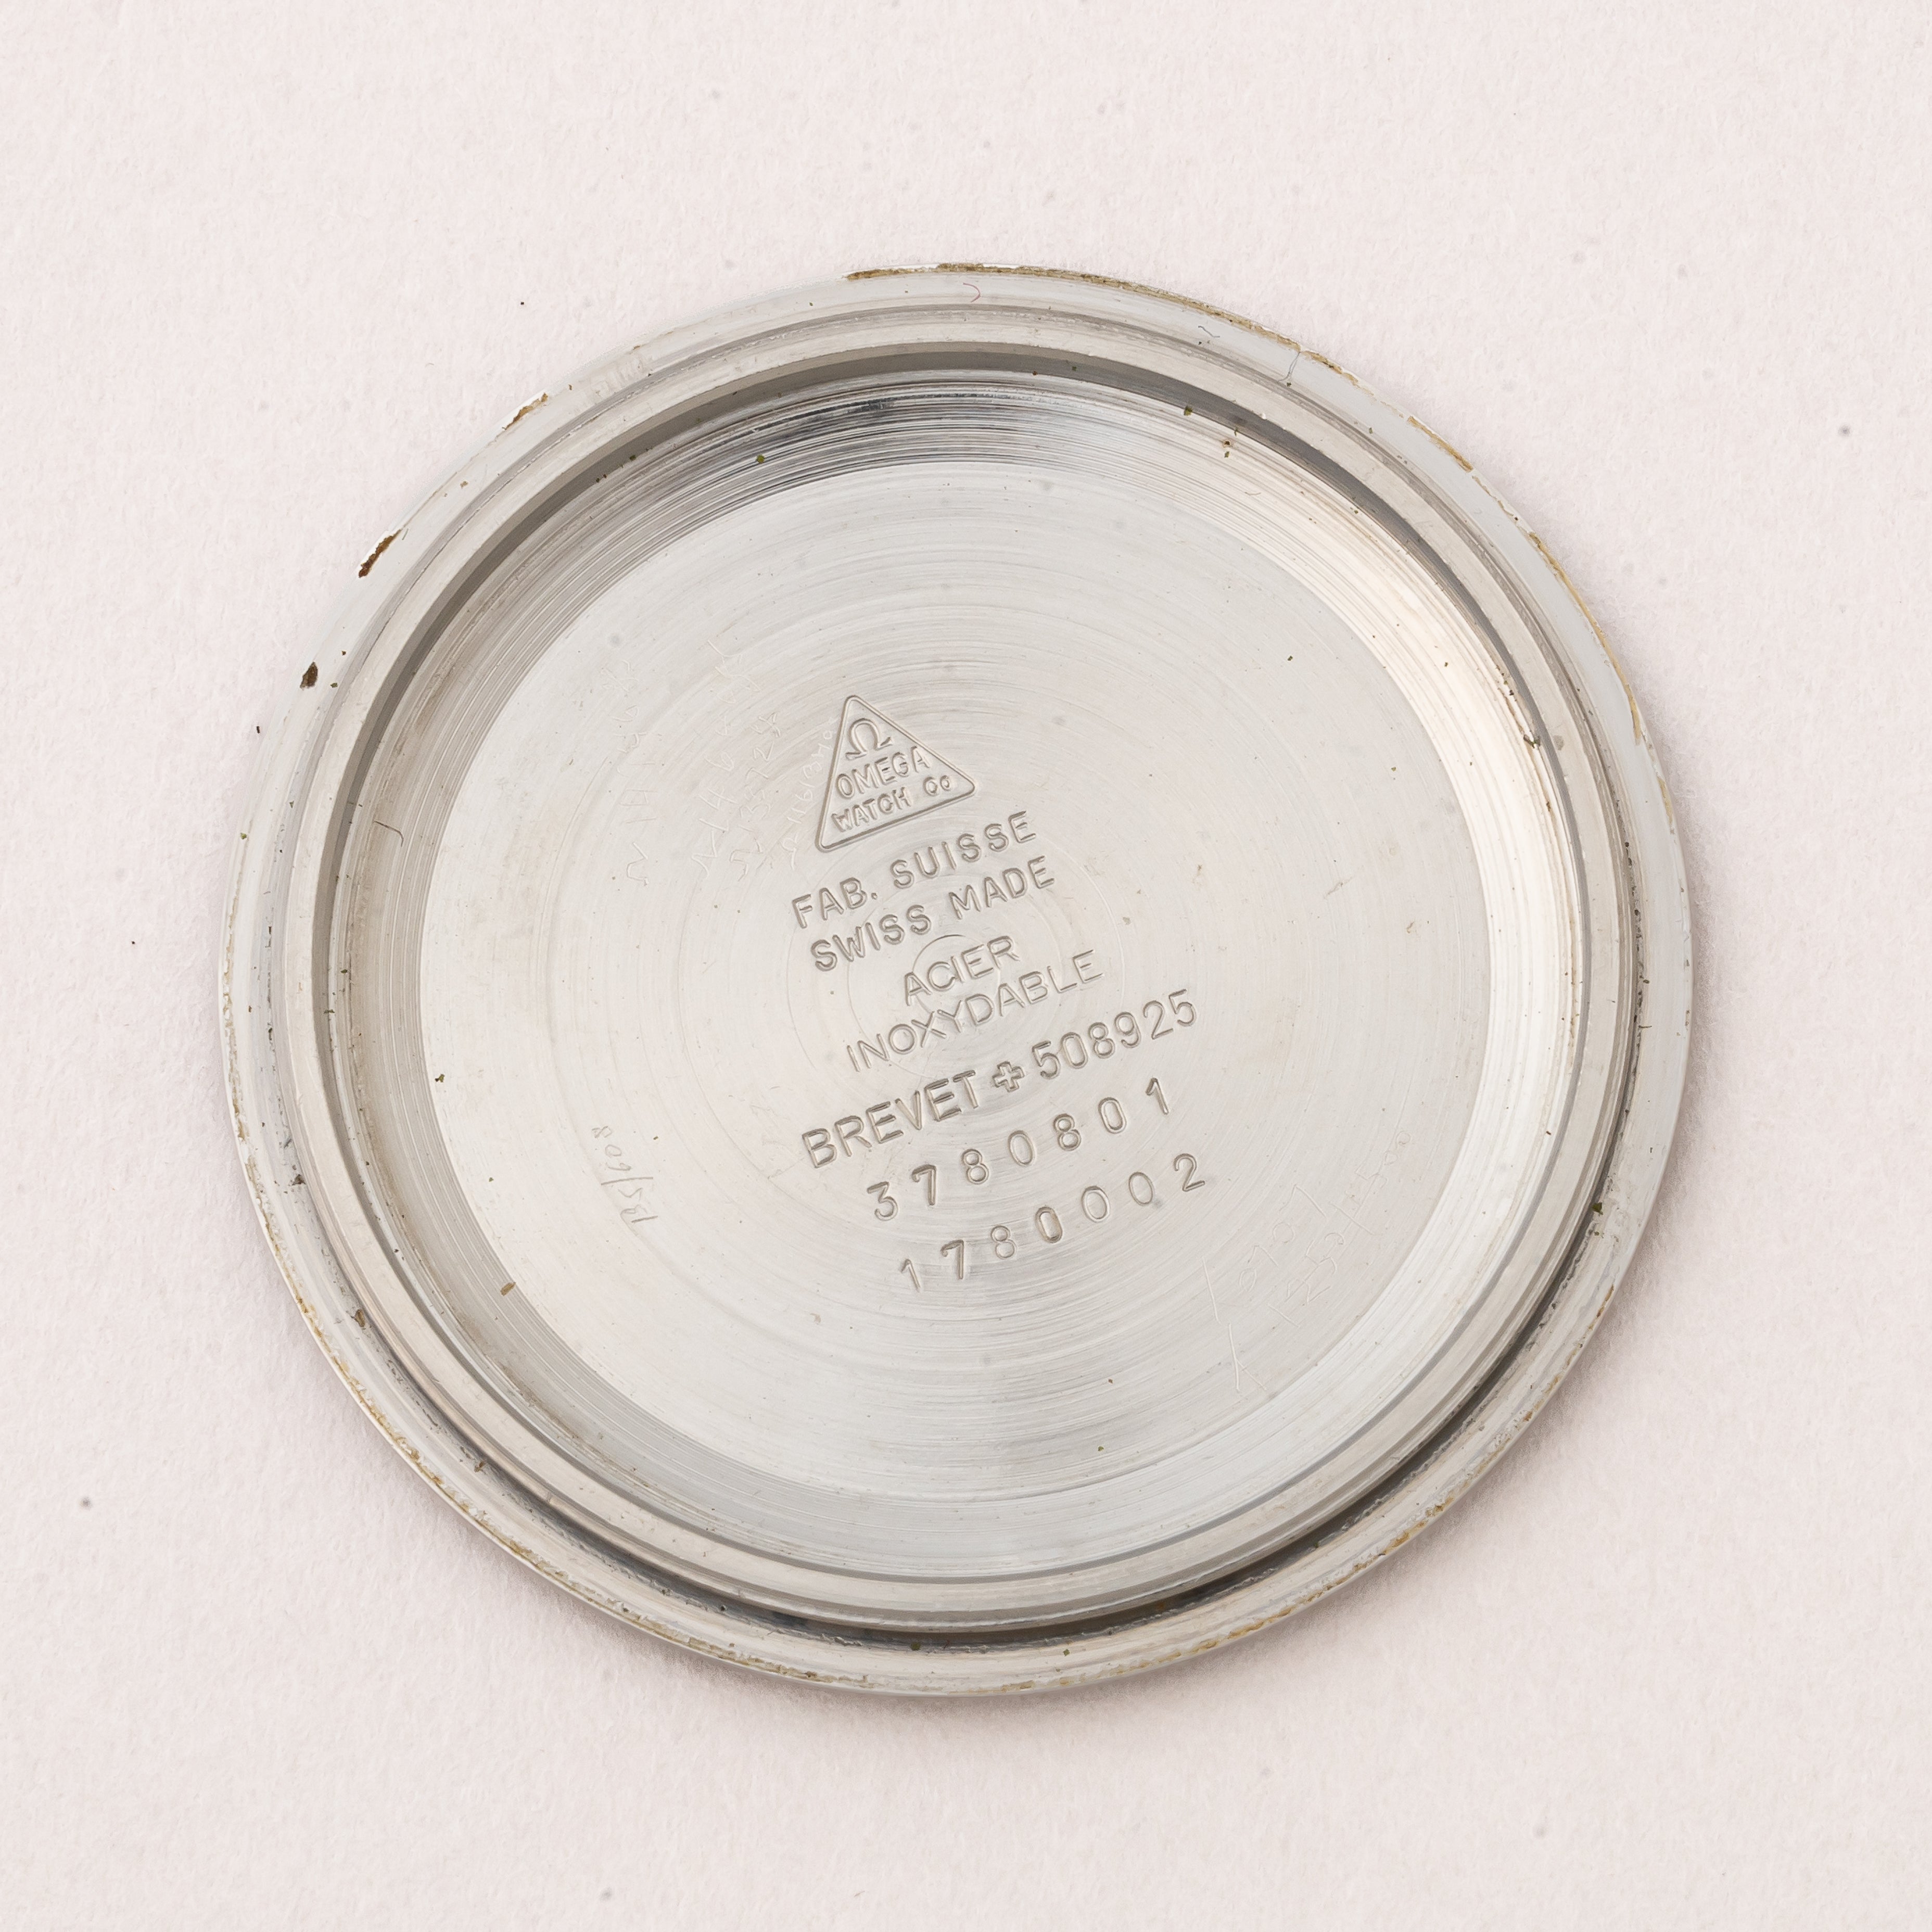 Ω
OMEGA
WATCH Co
FAB. SUISSE
SWISS MADE
ACIER
INOXYDABLE
BREVET ✚ 508925
3780801
1780002